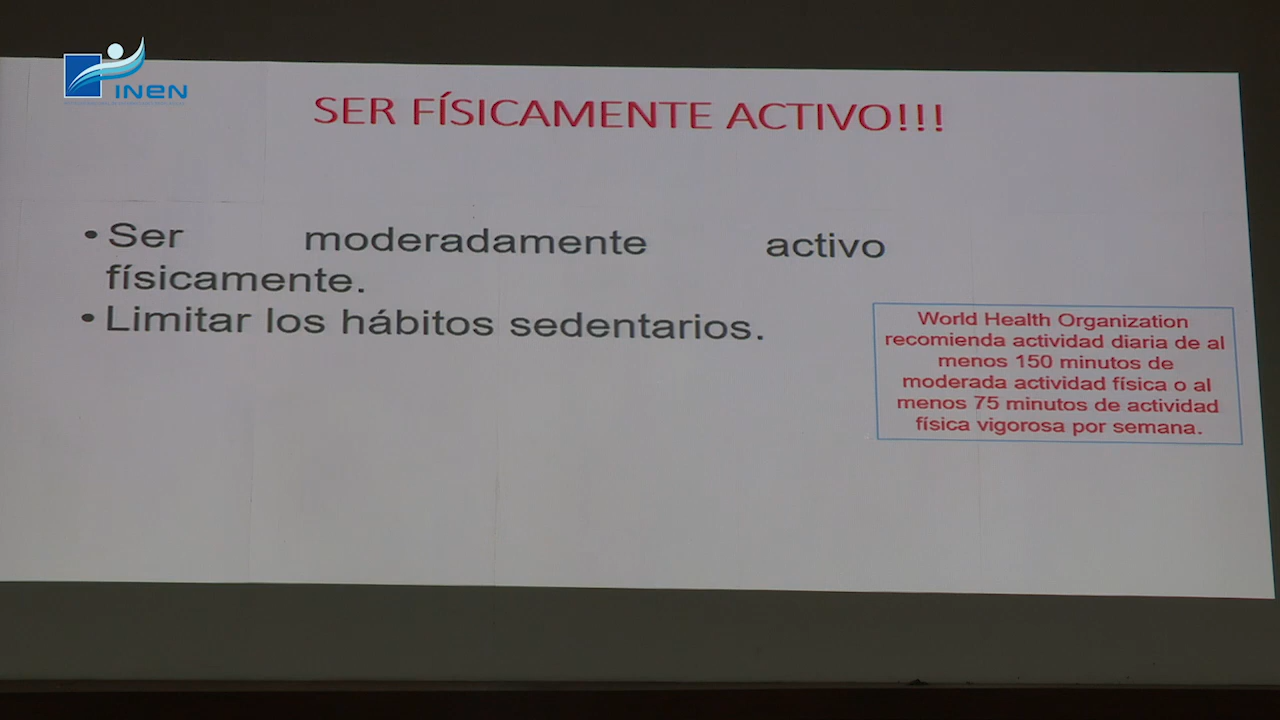 INEN
SER FÍSICAMENTE ACTIVO!!!
• Ser moderadamente activo
físicamente.
• Limitar los hábitos sedentarios.
World Health Organization
recomienda actividad diaria de al
menos 150 minutos de
moderada actividad física o al
menos 75 minutos de actividad
física vigorosa por semana.